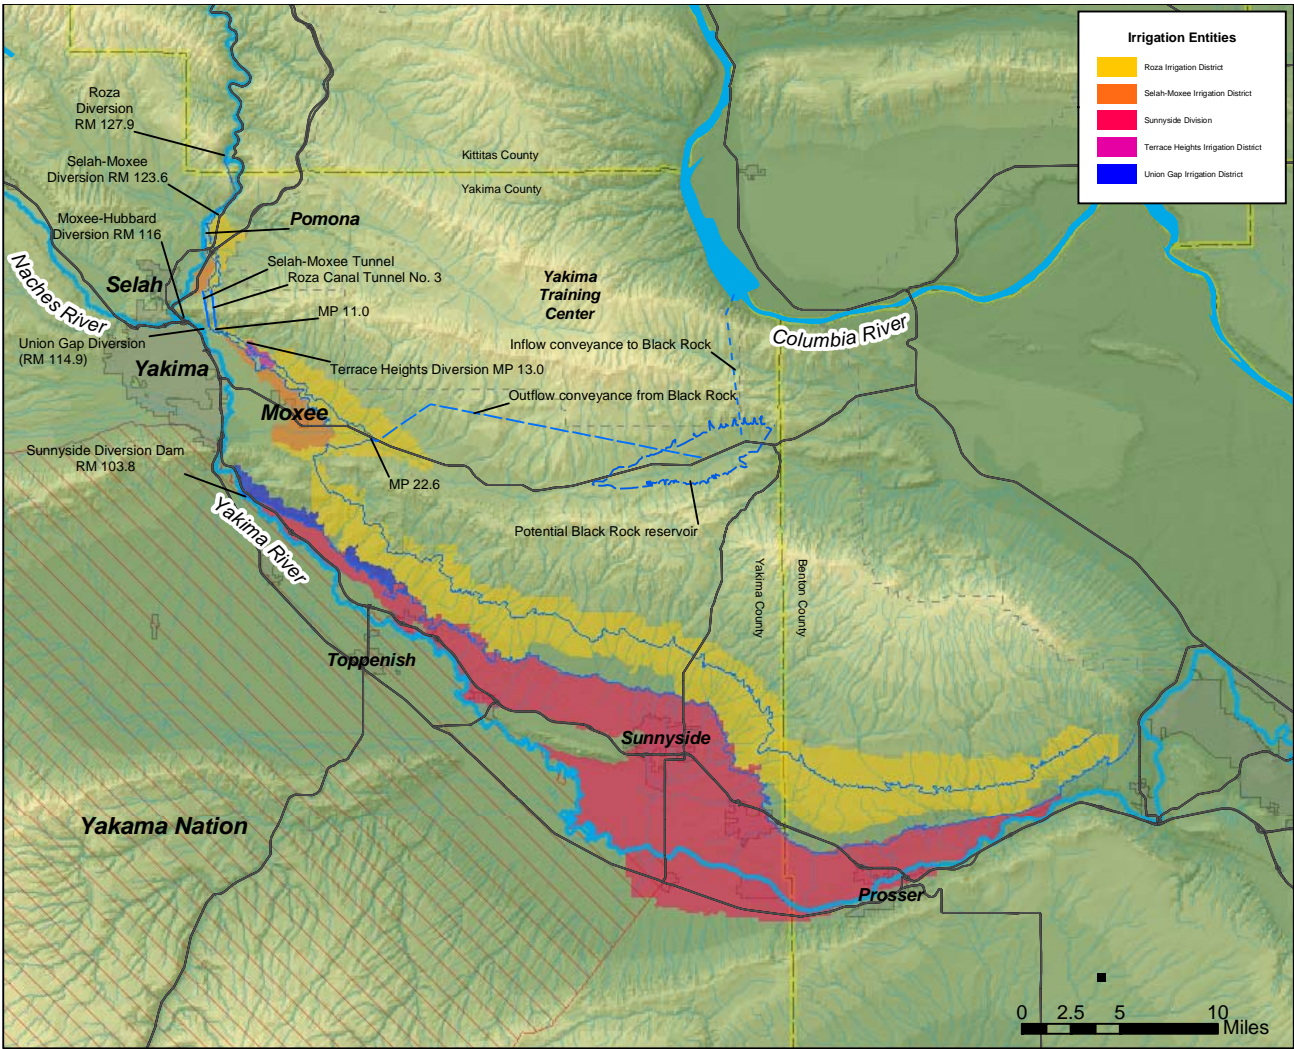 Irrigation Entities
Roza Irrigation District
Selah-Moxee Irrigation District
Sunnyside Division
Terrace Heights Irrigation District
Union Gap Irrigation District
Roza
Diversion
RM 127.9
Selah-Moxee
Diversion RM 123.6
Moxee-Hubbard
Diversion RM 116
Kittitas County
Yakima County
Pomona
Selah-Moxee Tunnel
Roza Canal Tunnel No. 3
Naches River
Selah
Yakima
Training
Center
MP 11.0
Columbia River
Union Gap Diversion
(RM 114.9)
Yakima
Inflow conveyance to Black Rock
Terrace Heights Diversion MP 13.0
Outflow conveyance from Black Rock
Moxee
Sunnyside Diversion Dam
RM 103.8
MP 22.6
Yakima River
Potential Black Rock reservoir
Yakima County
Benton County
Toppenish
Sunnyside
Yakama Nation
Prosser
0 2.5 5 10
Miles